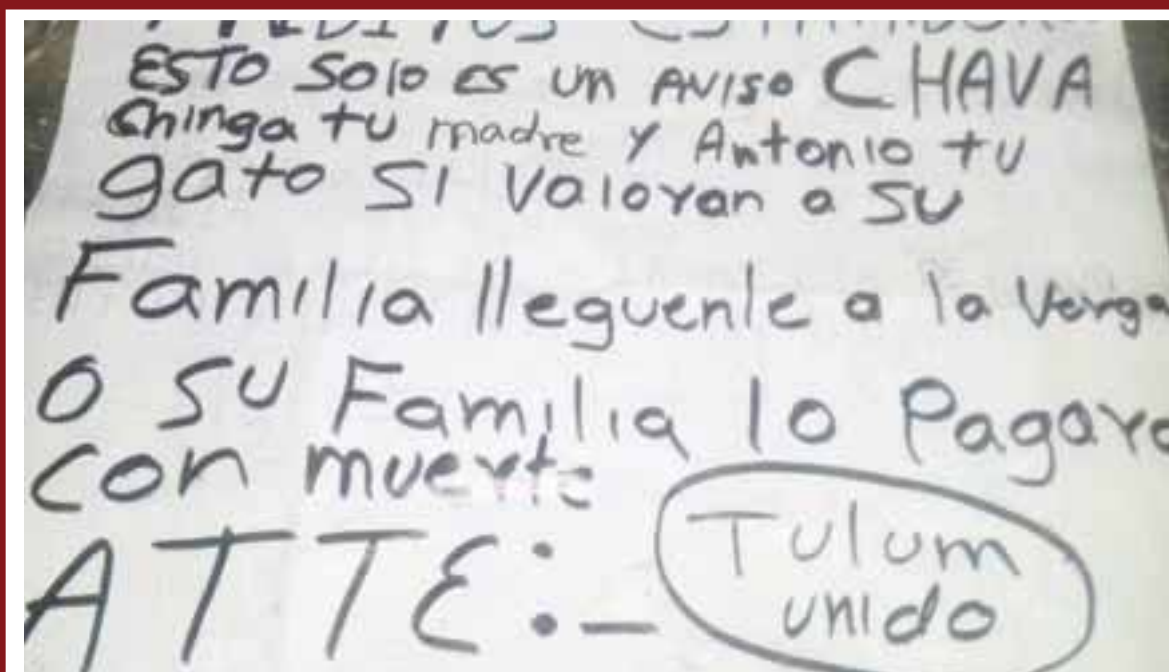 ESTO Solo es un AVISO CHAVA
Chinga tu madre y Antonio tu
gato SI Valoran a SU
Familia lleguenle a la Verga
O SU Familia lo Pagara
con muerte
ATTE:-
Tulum
unido